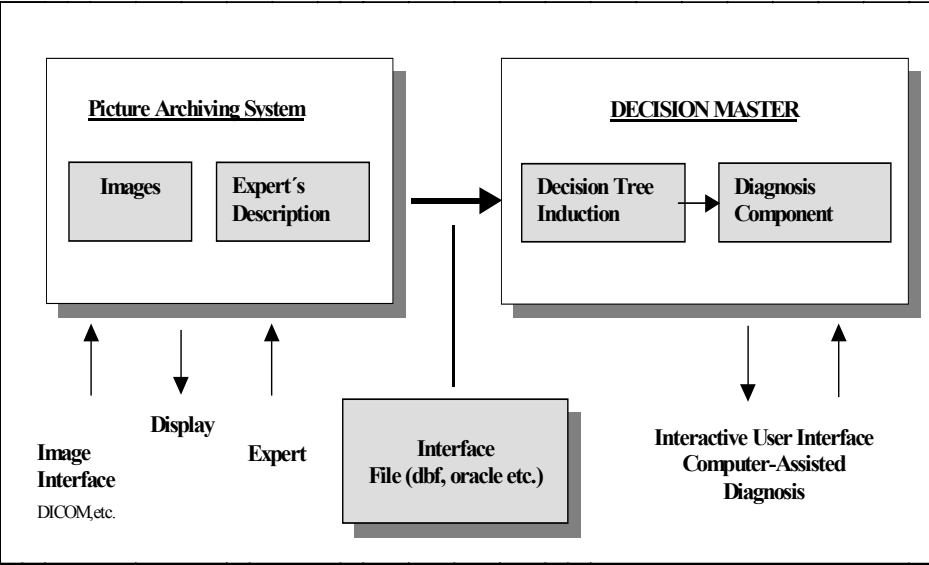 Picture Archiving System
Images
Expert´s
Description
DECISION MASTER
Decision Tree
Induction
Diagnosis
Component
Display
Image
Interface
DICOM,etc.
Expert
Interface
File (dbf, oracle etc.)
Interactive User Interface
Computer-Assisted
Diagnosis